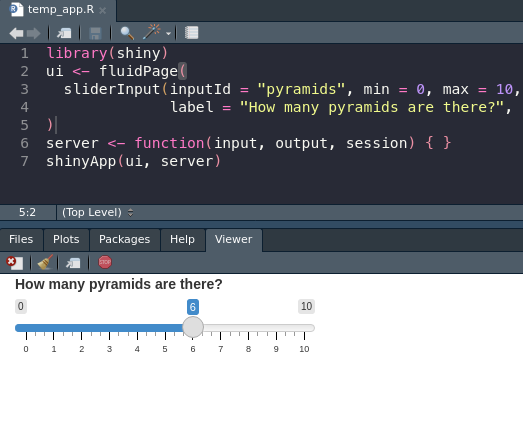 temp_app.R
1 library(shiny)
2 ui <- fluidPage(
3   sliderInput(inputId = "pyramids", min = 0, max = 10,
4               label = "How many pyramids are there?",
5 )
6 server <- function(input, output, session) { }
7 shinyApp(ui, server)
5:2 (Top Level)
Files Plots Packages Help Viewer
STOP
How many pyramids are there?
0 6 10
0 1 2 3 4 5 6 7 8 9 10